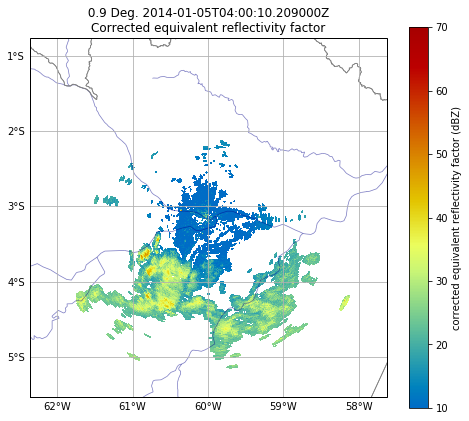 0.9 Deg. 2014-01-05T04:00:10.209000Z
Corrected equivalent reflectivity factor
1°S
2°S
3°S
4°S
5°S
62°W
61°W
60°W
59°W
58°W
70
60
50
40
30
20
10
corrected equivalent reflectivity factor (dBZ)